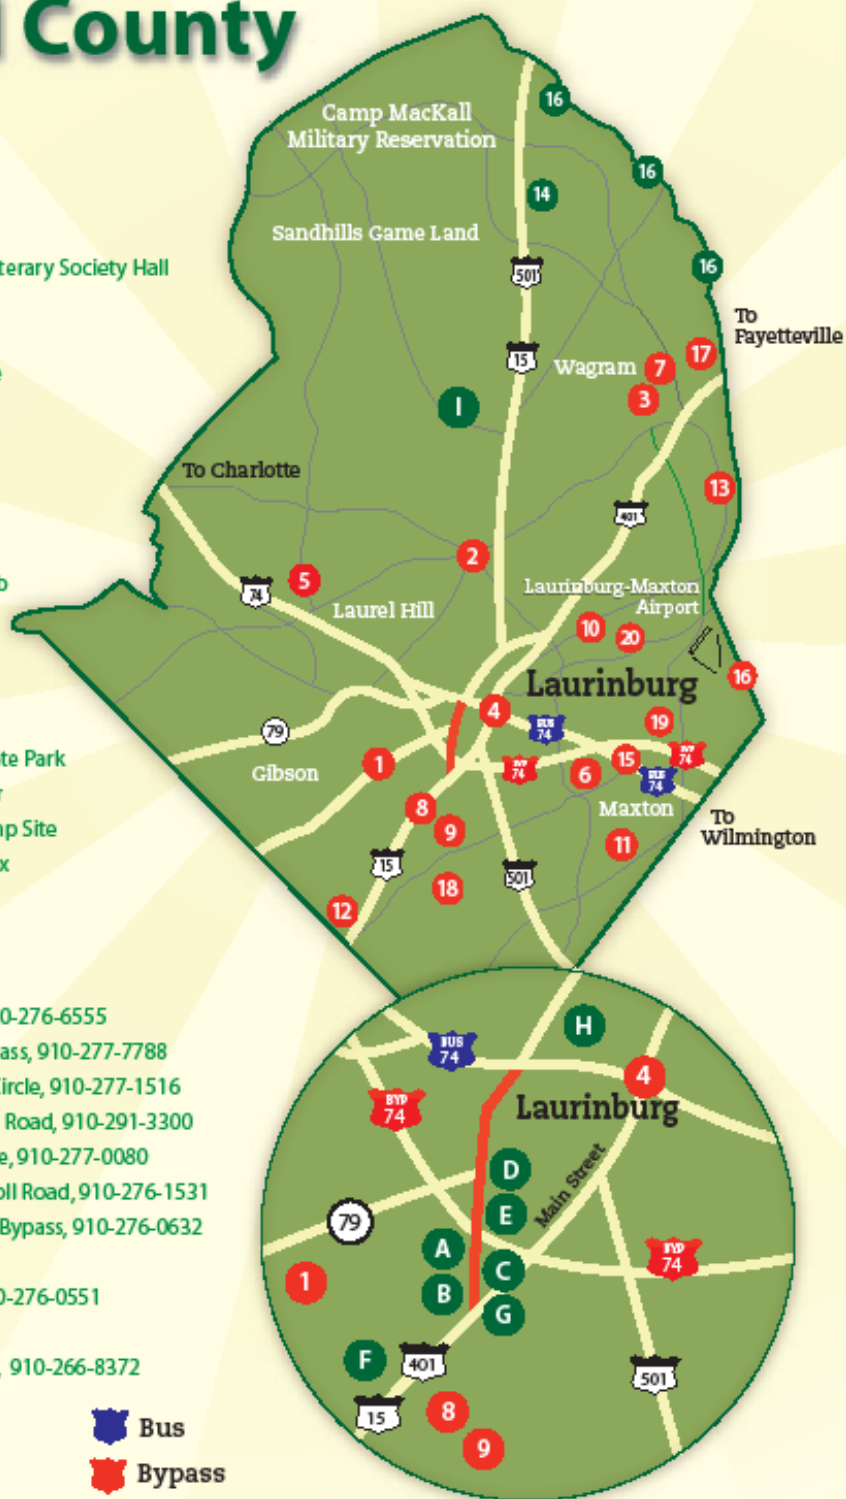 County
terary Society Hall
te Park
np Site
0-276-6555
ass, 910-277-7788
ircle, 910-277-1516
Road, 910-291-3300
e, 910-277-0080
oll Road, 910-276-1531
Bypass, 910-276-0632
0-276-0551
, 910-266-8372
Bus
Bypass
Camp MacKall
Military Reservation
16
14
16
Sandhills Game Land
16
501
To
Fayetteville
15
Wagram
7
17
3
I
To Charlotte
13
401
2
5
74
Laurel Hill
Laurinburg-Maxton
Airport
10
20
Laurinburg
16
4
79
BUS
74
19
1
Gibson
BYP
74
6
15
BYP
74
BUS
74
8
9
Maxton
To
Wilmington
11
15
501
18
12
H
BUS
74
4
BYP
74
Laurinburg
D
Main Street
79
E
A
1
B
C
BYP
74
G
F
401
501
15
8
9